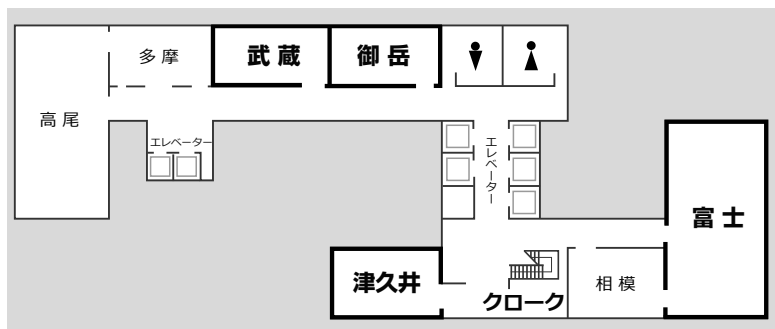 多摩
武蔵
御岳
高尾
エレベーター
エレベーター
富士
津久井
相模
クローク